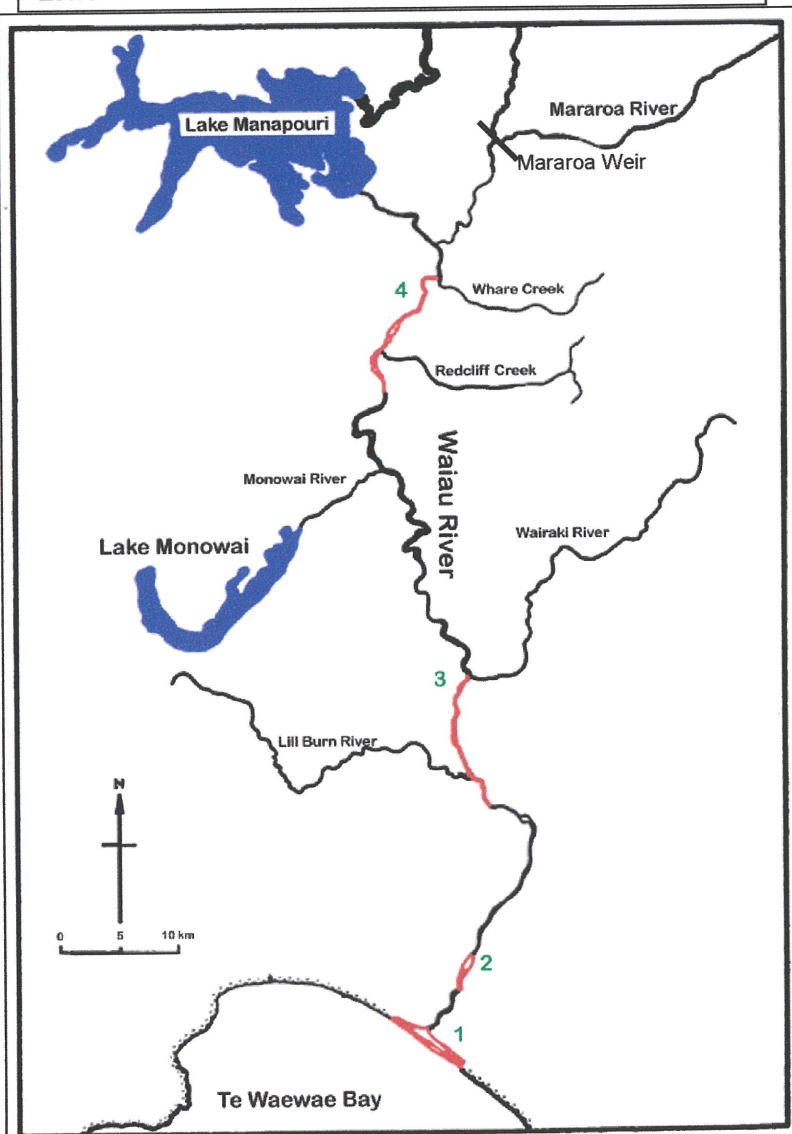 Lake Manapouri
Mararoa River
Mararoa Weir
4
Whare Creek
Redcliff Creek
Monowai River
Waiau River
Wairaki River
Lake Monowai
3
Lill Burn River
N
0 5 10 km
2
1
Te Waewae Bay